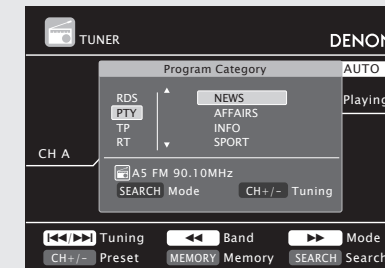 TUNER DENON
Program Category AUTO
RDS NEWS Playing
PTY AFFAIRS
TP INFO
RT SPORT
CH A
A5 FM 90.10MHz
SEARCH Mode CH+/- Tuning
Tuning Band Mode
CH+/- Preset MEMORY Memory SEARCH Search